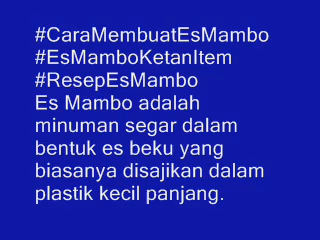 #CaraMembuatEsMambo
#EsMamboKetanItem
#ResepEsMambo
Es Mambo adalah
minuman segar dalam
bentuk es beku yang
biasanya disajikan dalam
plastik kecil panjang.